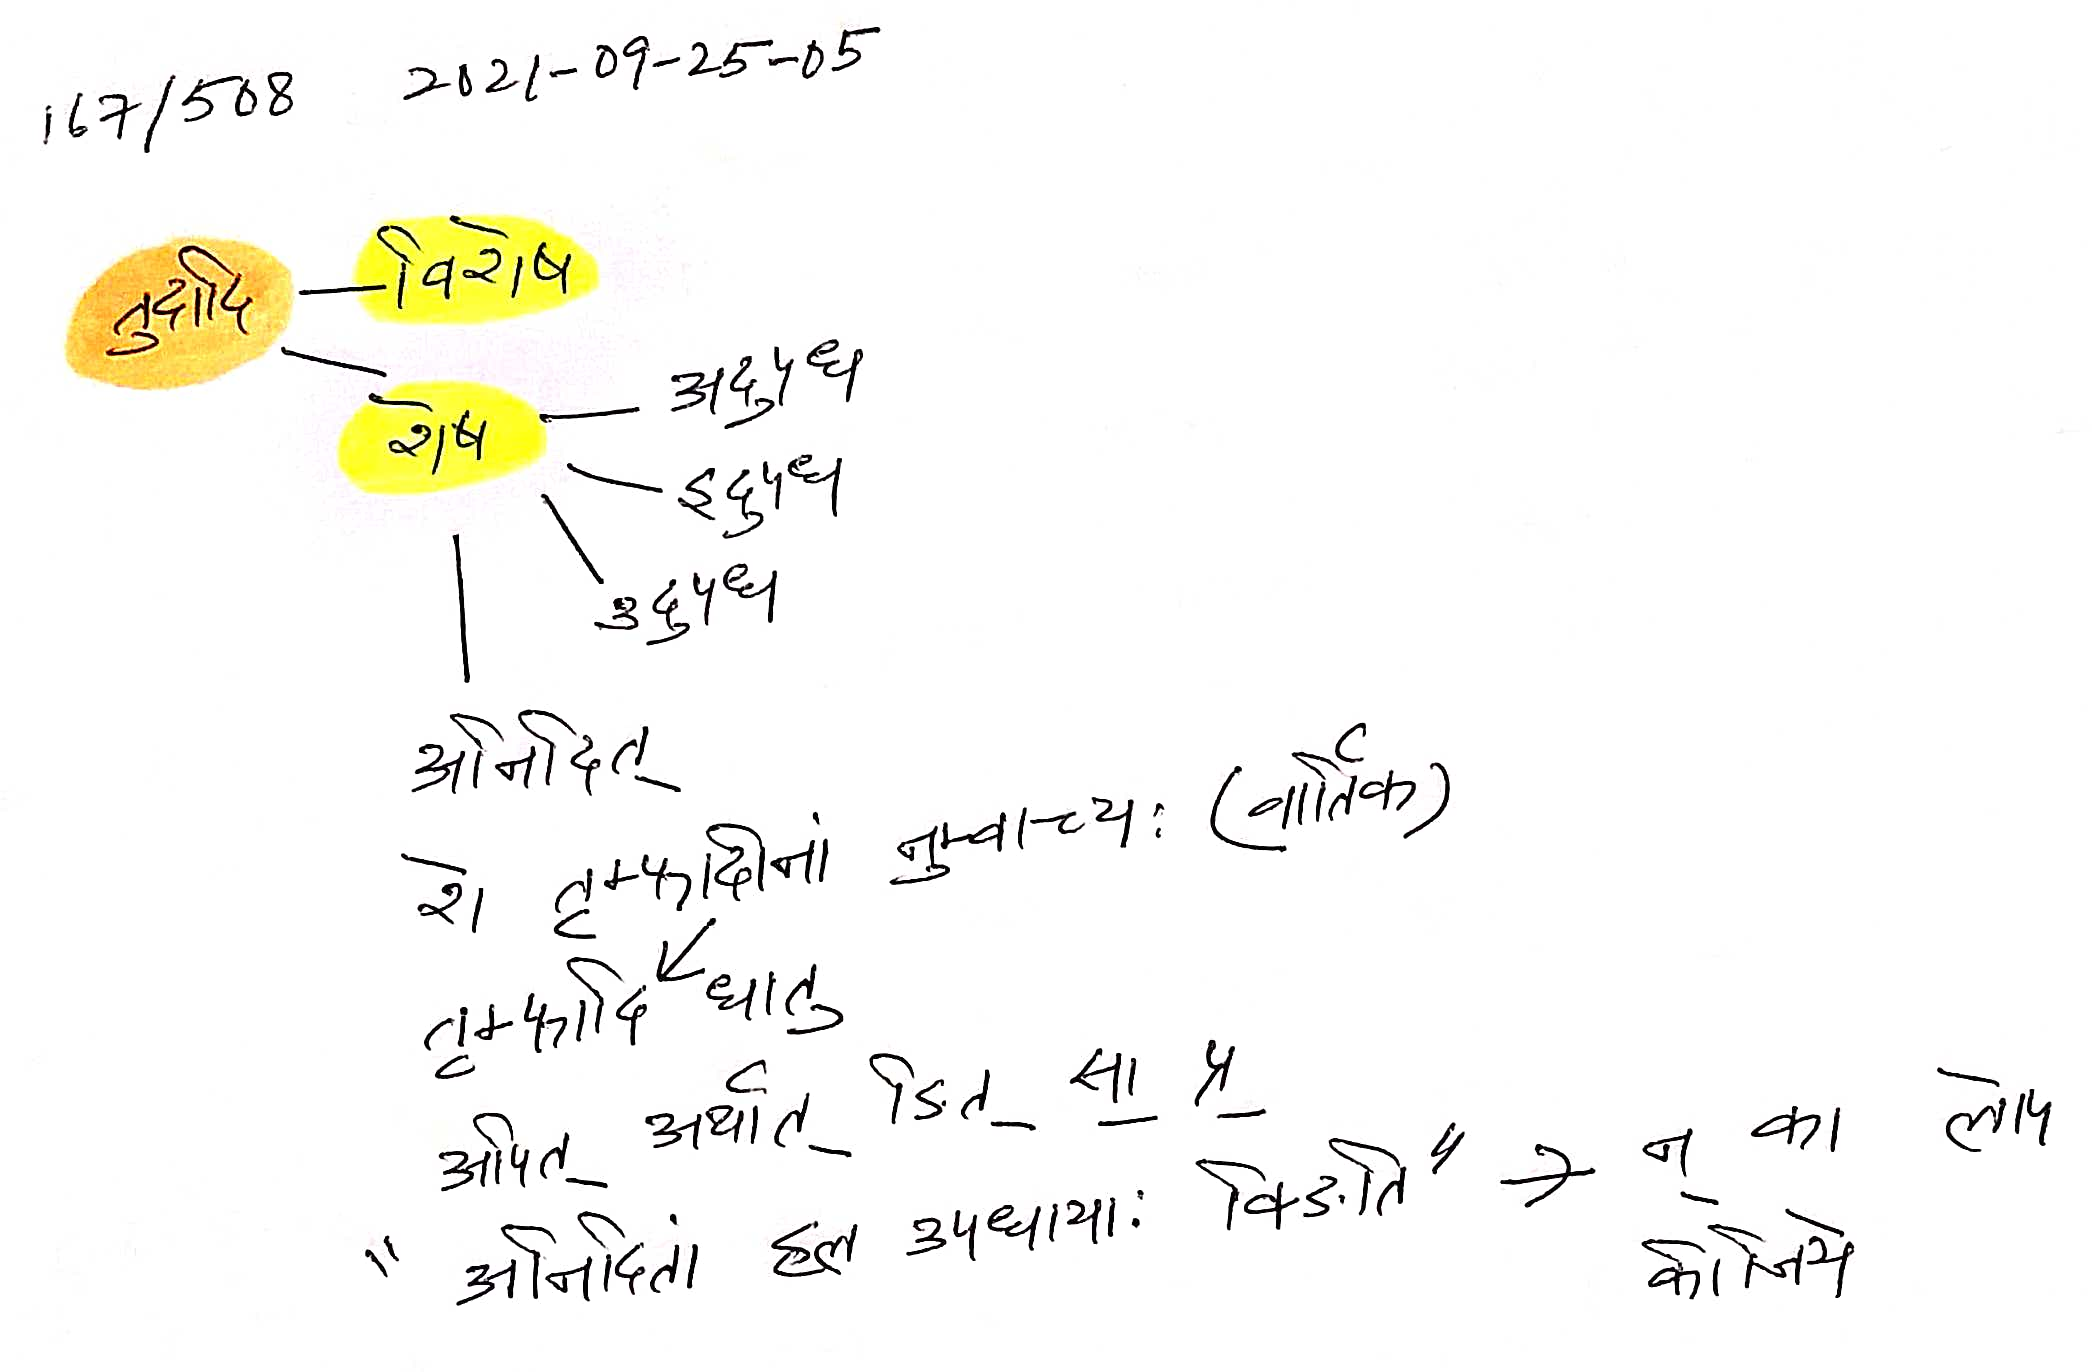 167/508 2021-09-25-05
तुदादि
विशेष
शेष
अदुपध
इदुपध
उदुपध
अनिदित्
शे तृम्फादीनां नुम्वाच्यः (वार्तिक)
तृम्फादि धातु
अपित् अर्थात् ङित् सा प्र
"अनिदितां हल उपधायाः क्ङिति" → न् का लोप
कीजिये